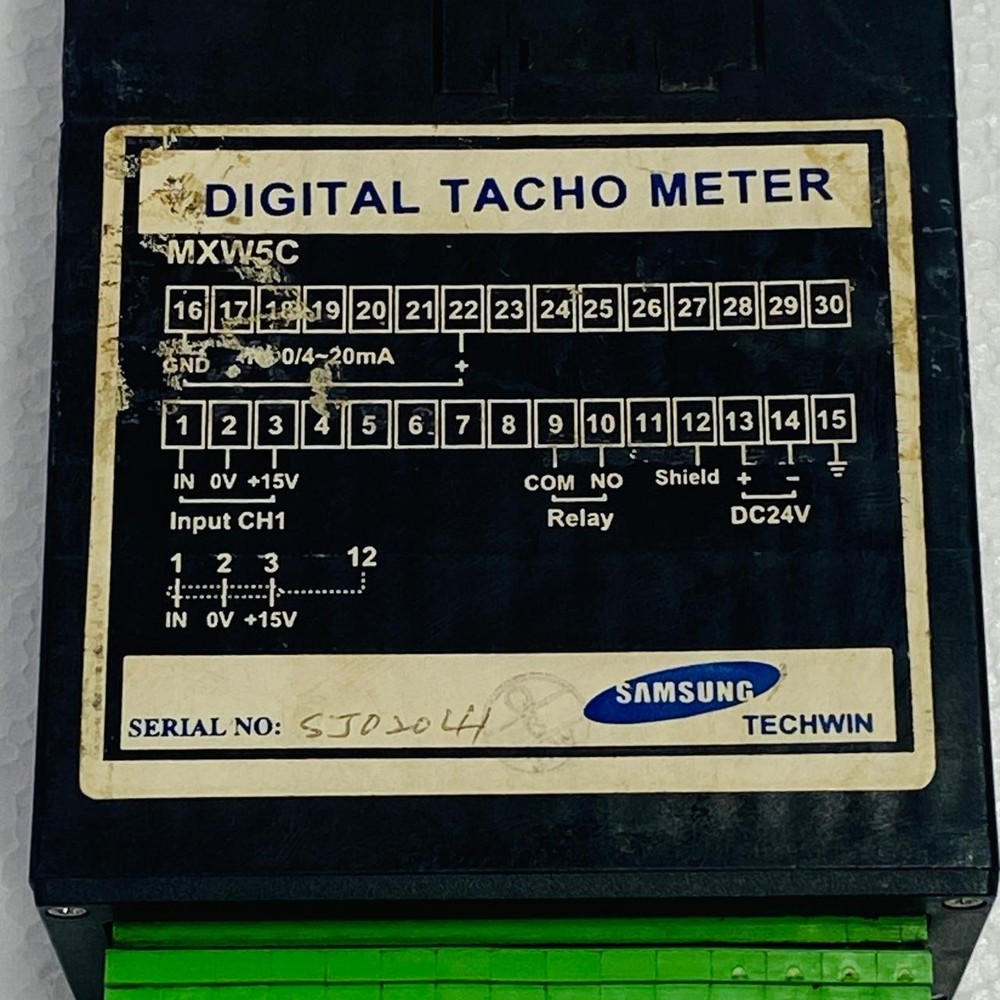 DIGITAL TACHO METER
MXW5C
16 17 18 19 20 21 22 23 24 25 26 27 28 29 30
GND 0/4~20mA +
1 2 3 4 5 6 7 8 9 10 11 12 13 14 15
IN 0V +15V COM NO Shield + -
Input CH1 Relay DC24V
1 2 3 12
IN 0V +15V
SAMSUNG
SERIAL NO:
TECHWIN